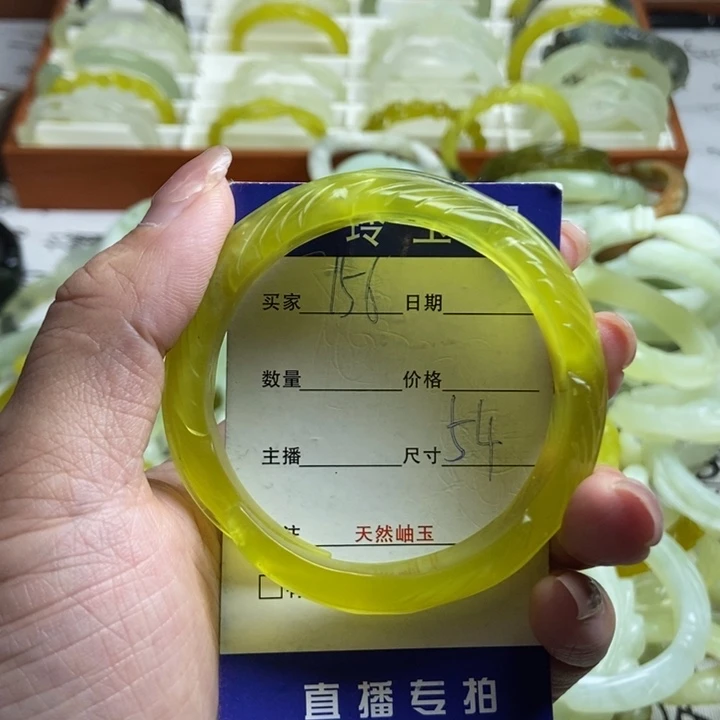 买家 156 日期
数量 价格
主播 尺寸 54
天然岫玉
直播专拍